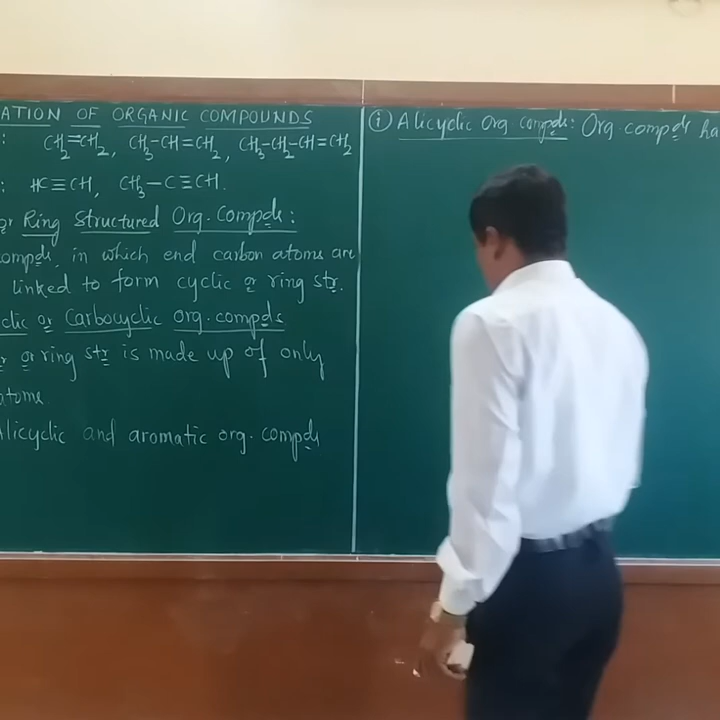 ATION OF ORGANIC COMPOUNDS
: CH₂=CH₂, CH₃-CH=CH₂, CH₃-CH₂-CH=CH₂
: HC≡CH, CH₃-C≡CH.
or Ring Structured Org. Compds:
compds, in which end carbon atoms are
linked to form cyclic or ring str.
clic or Carbocyclic org. compds
or ring str is made up of only
atoms.
Alicyclic and aromatic org. compds
(i) Alicyclic Org. compds: Org. compds ha